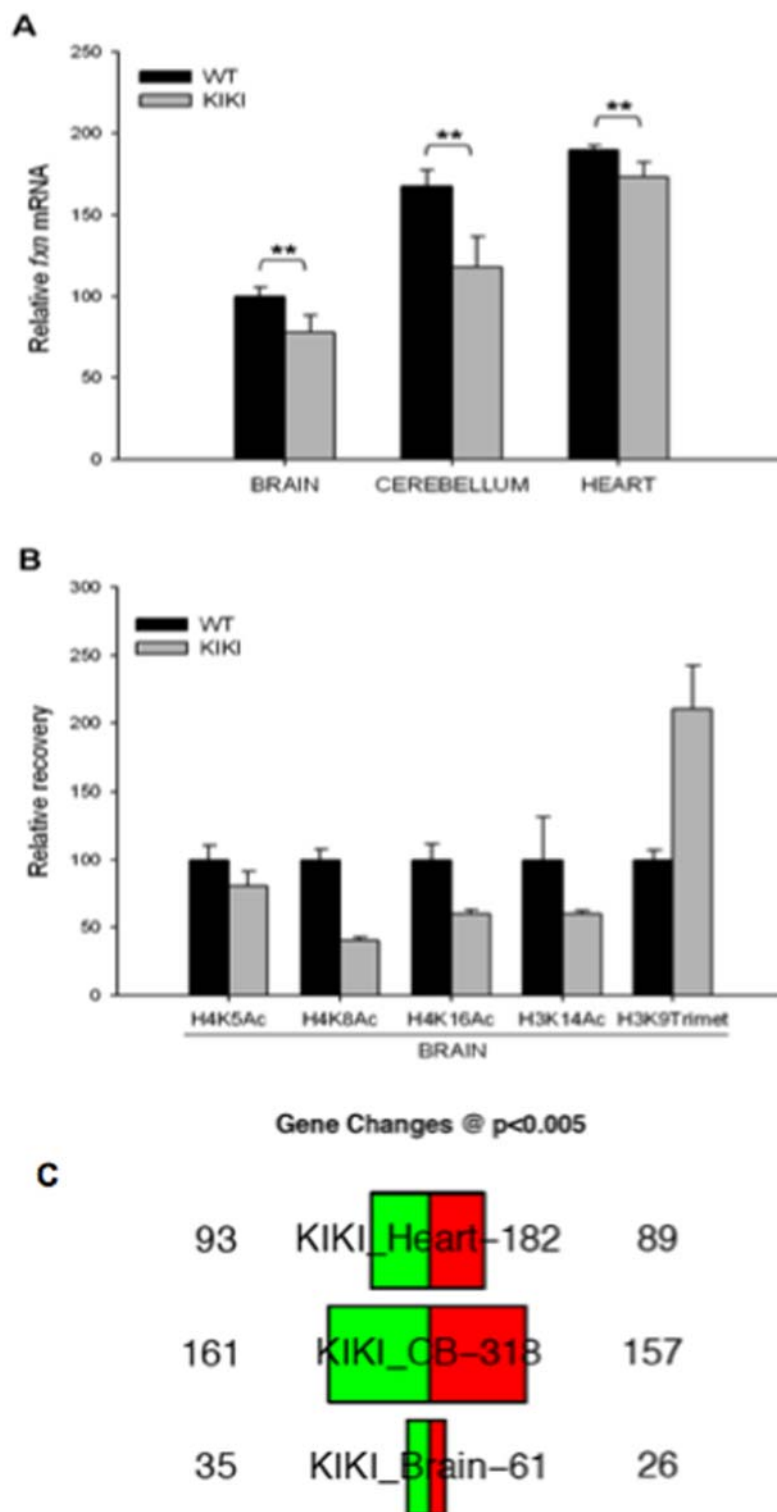 A
250
WT
KIKI
200
150
100
50
0
Relative fxn mRNA
**
**
**
BRAIN CEREBELLUM HEART
B
300
WT
KIKI
250
200
150
100
50
0
Relative recovery
H4K5Ac H4K8Ac H4K16Ac H3K14Ac H3K9Trimet
BRAIN
Gene Changes @ p<0.005
C
93 KIKI_Heart-182 89
161 KIKI_CB-318 157
35 KIKI_Brain-61 26